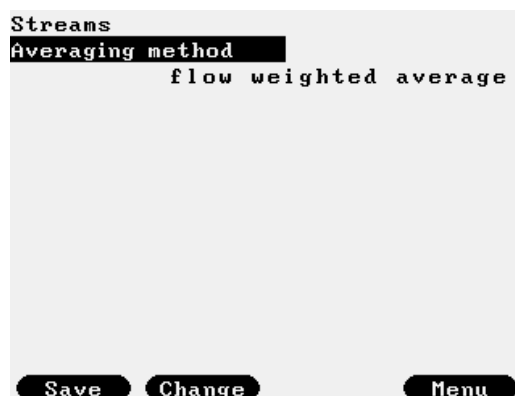 Streams
Averaging method
flow weighted average
Save Change Menu